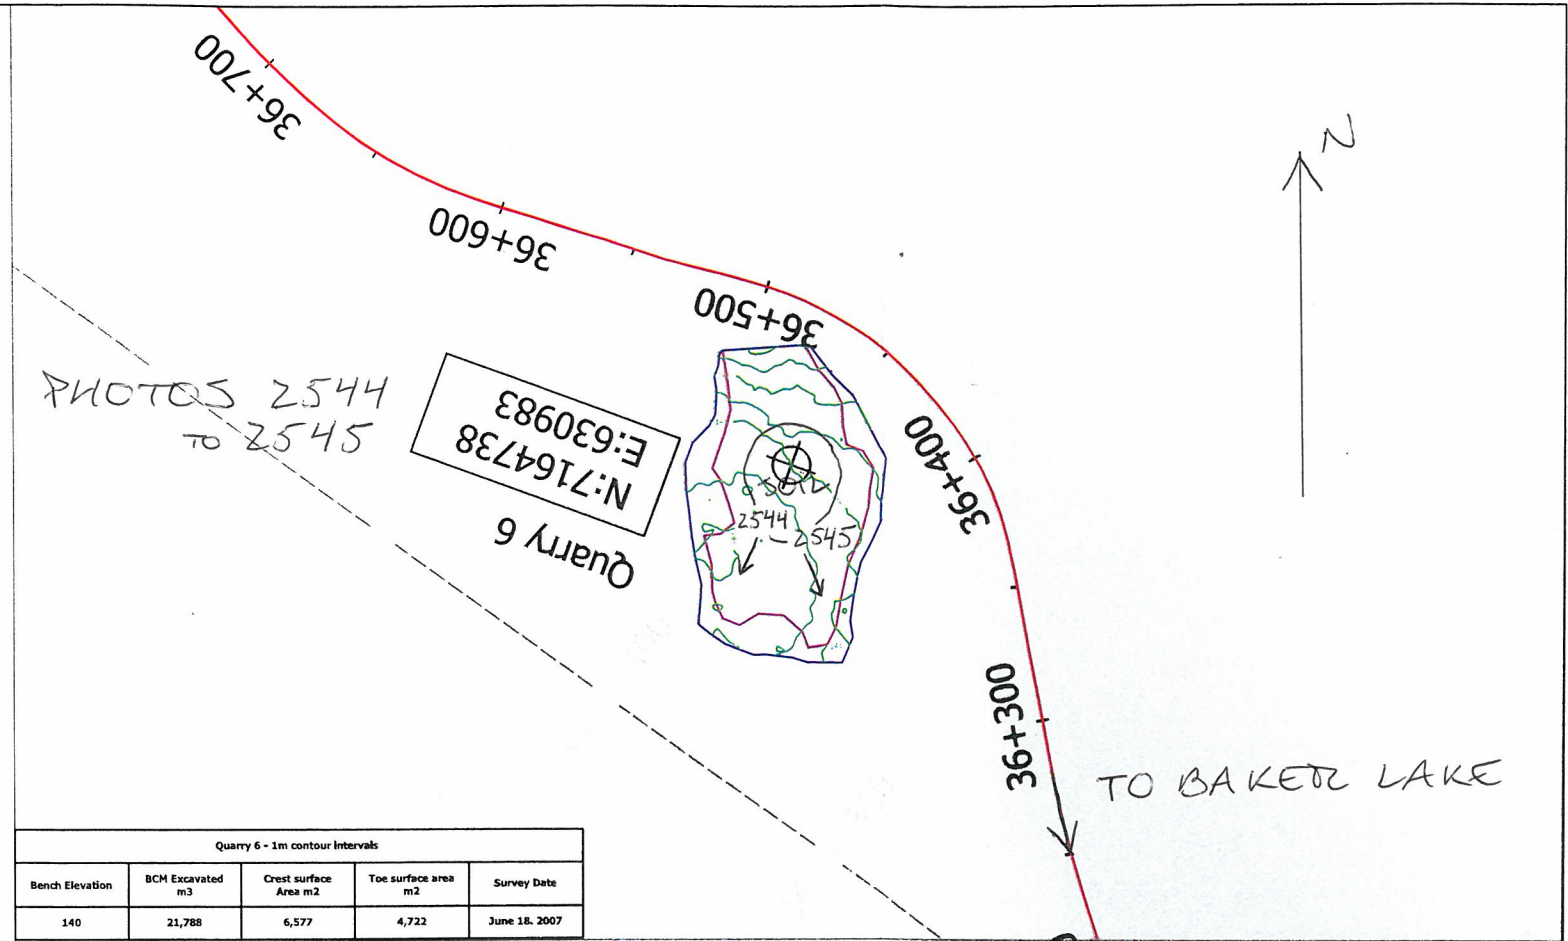 36+700
36+600
36+500
36+400
36+300
N
PHOTOS 2544
TO 2545
N:7164738
E:630983
Quarry 6
2544
2545
TO BAKER LAKE
Quarry 6 - 1m contour intervals
Bench Elevation
BCM Excavated
m3
Crest surface
Area m2
Toe surface area
m2
Survey Date
140
21,788
6,577
4,722
June 18. 2007